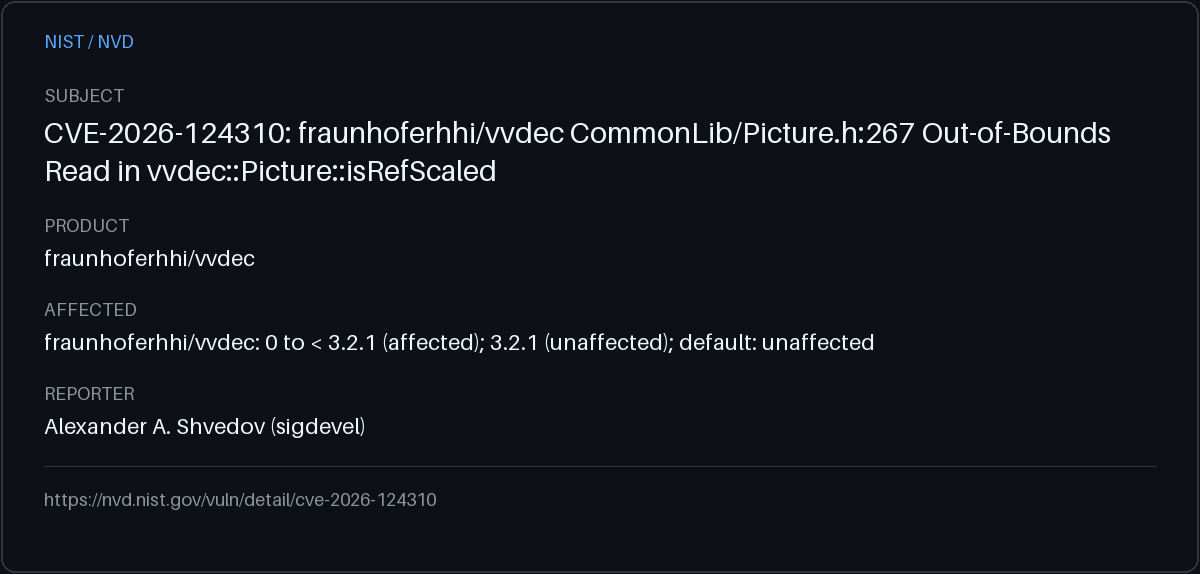 NIST / NVD
SUBJECT
CVE-2026-124310: fraunhoferhhi/vvdec CommonLib/Picture.h:267 Out-of-Bounds
Read in vvdec::Picture::isRefScaled
PRODUCT
fraunhoferhhi/vvdec
AFFECTED
fraunhoferhhi/vvdec: 0 to < 3.2.1 (affected); 3.2.1 (unaffected); default: unaffected
REPORTER
Alexander A. Shvedov (sigdevel)
https://nvd.nist.gov/vuln/detail/cve-2026-124310